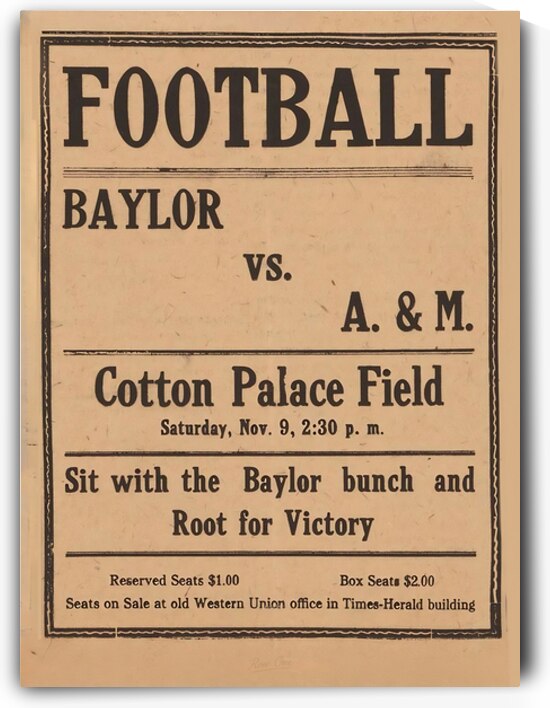 FOOTBALL
BAYLOR
vs.
A. & M.
Cotton Palace Field
Saturday, Nov. 9, 2:30 p. m.
Sit with the Baylor bunch and
Root for Victory
Reserved Seats $1.00 Box Seats $2.00
Seats on Sale at old Western Union office in Times-Herald building
Row One